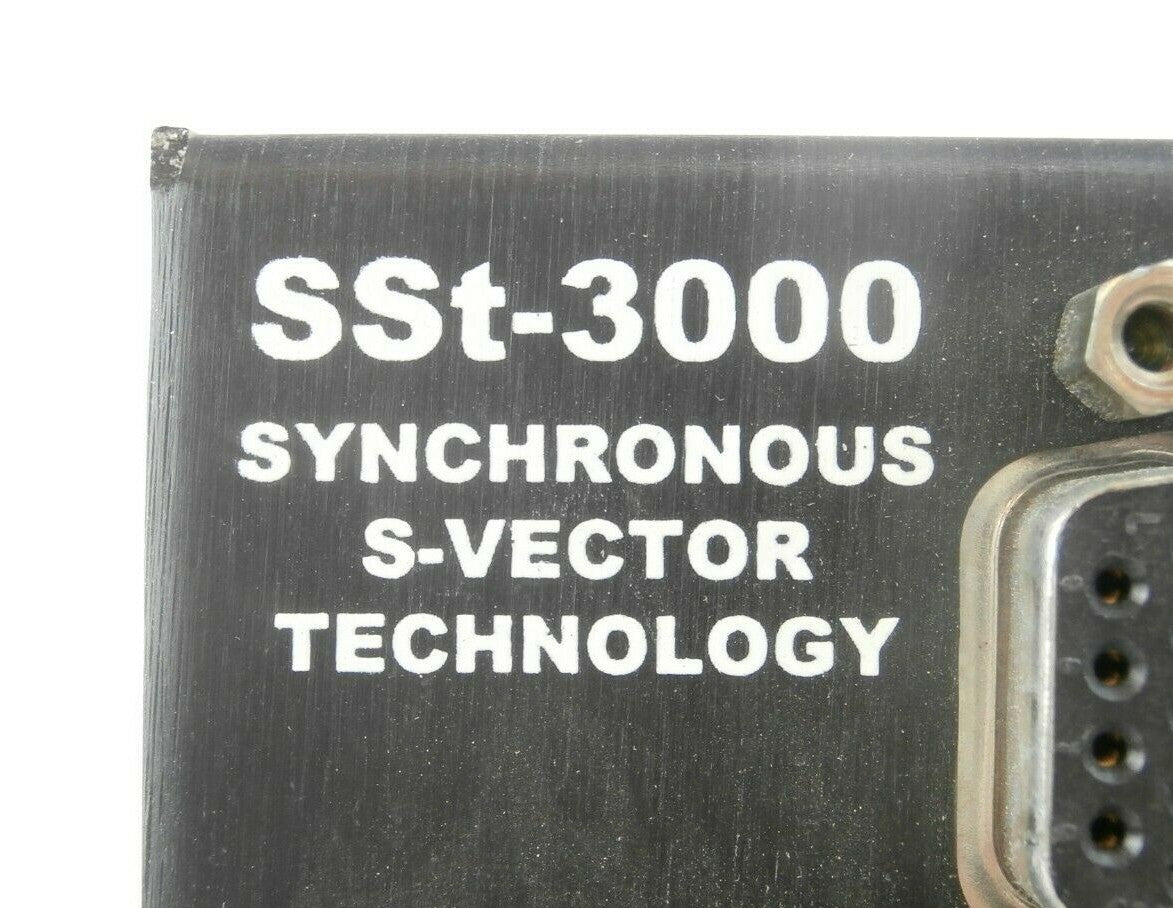 SSt-3000
SYNCHRONOUS
S-VECTOR
TECHNOLOGY